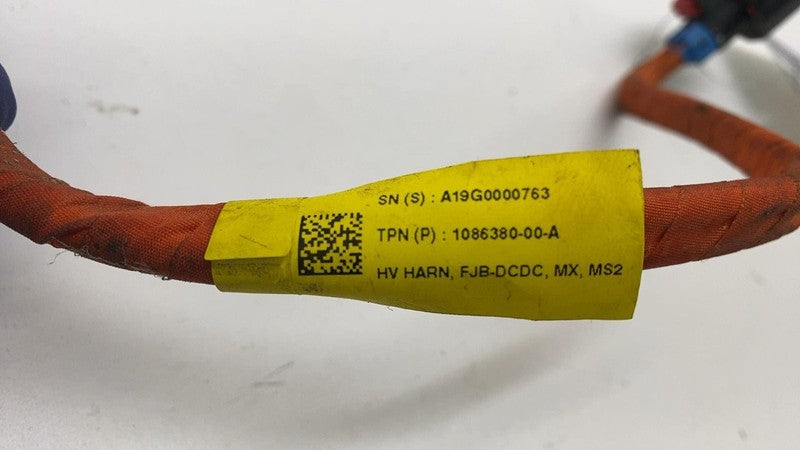 SN (S) : A19G0000763
TPN (P) : 1086380-00-A
HV HARN, FJB-DCDC, MX, MS2